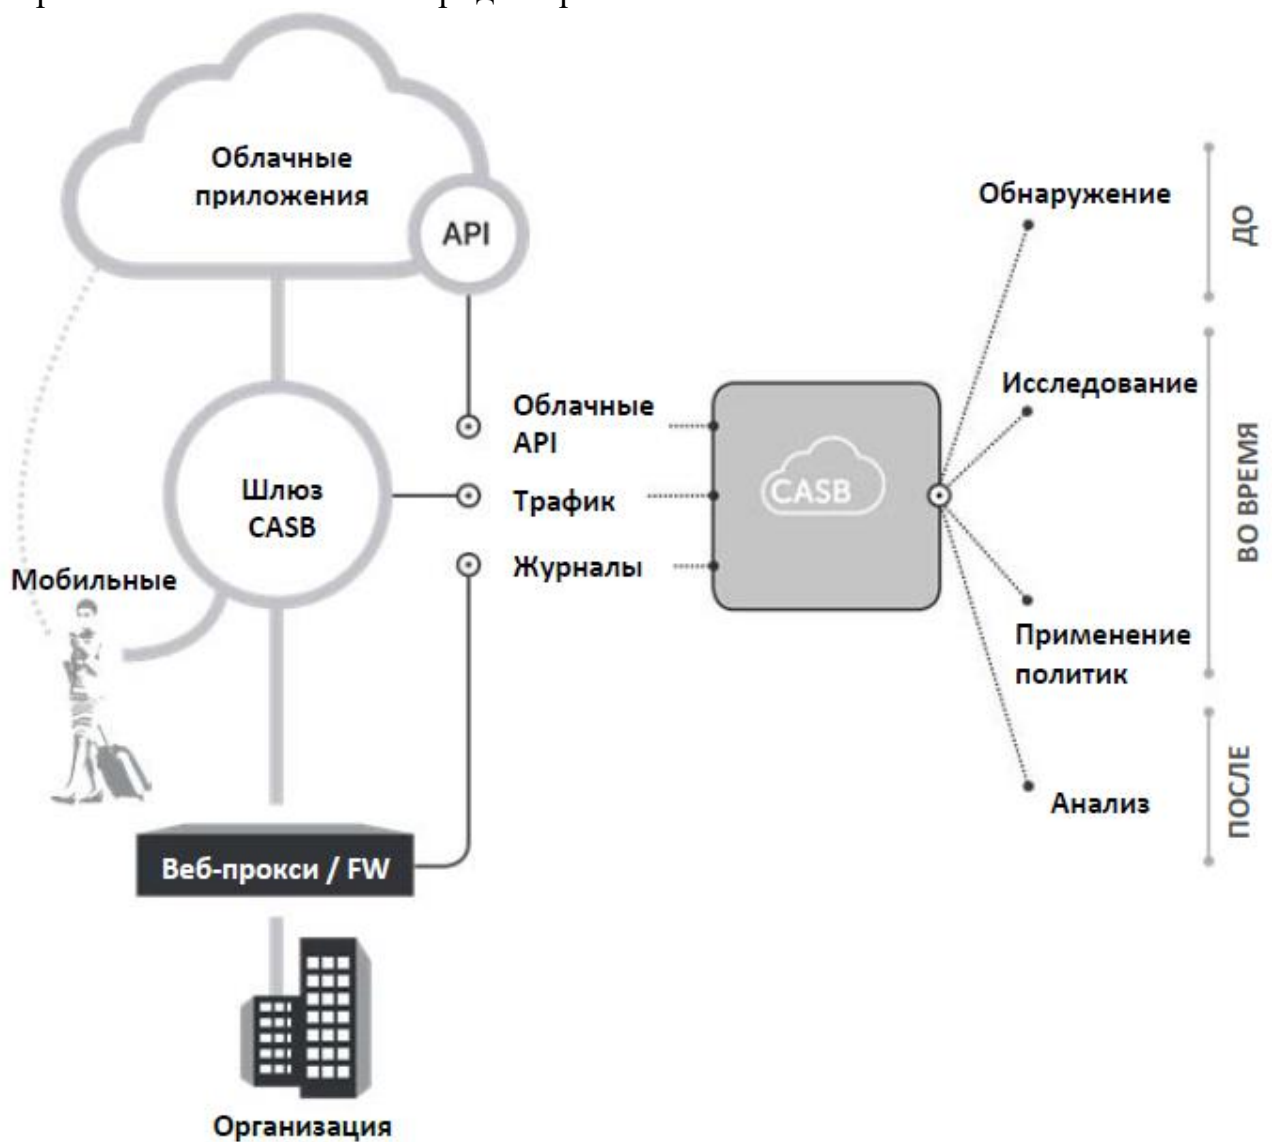 Облачные
приложения
API
Обнаружение
ДО
Исследование
Облачные
API
Шлюз
CASB
Трафик
CASB
ВО ВРЕМЯ
Журналы
Мобильные
Применение
политик
Анализ
ПОСЛЕ
Веб-прокси / FW
Организация